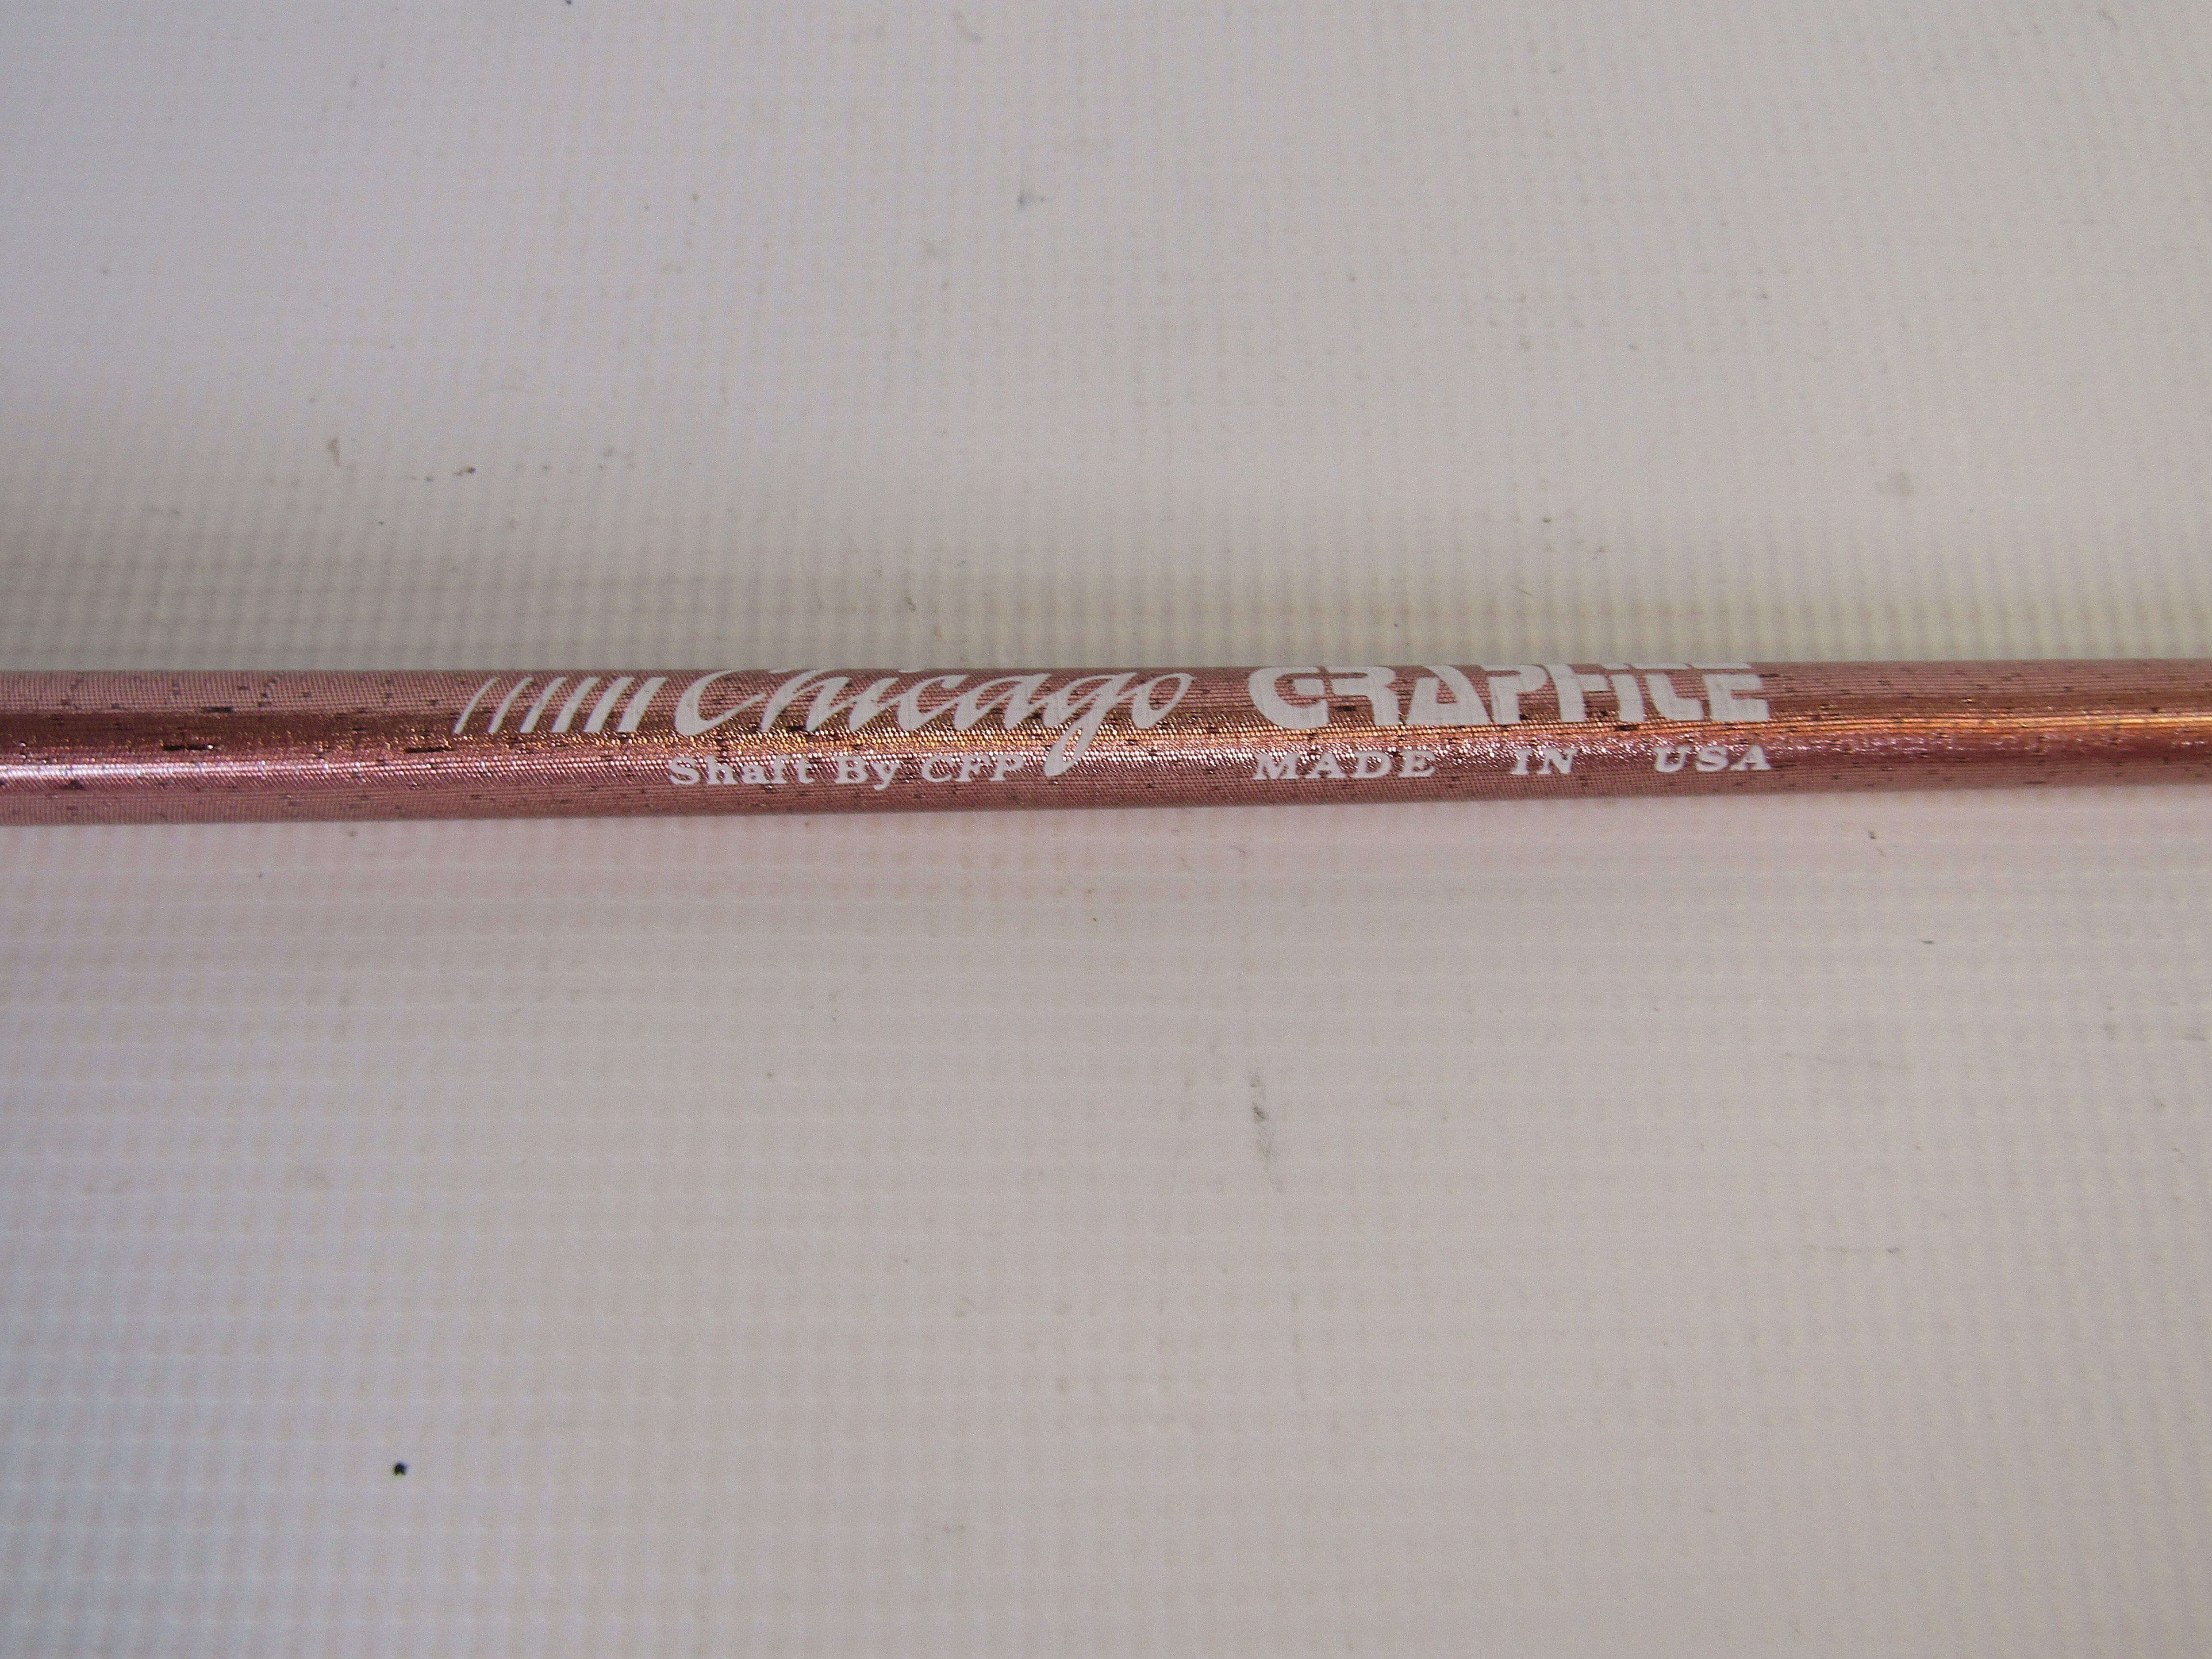 Chicago GRAPHITE
Shaft By CFP MADE IN USA